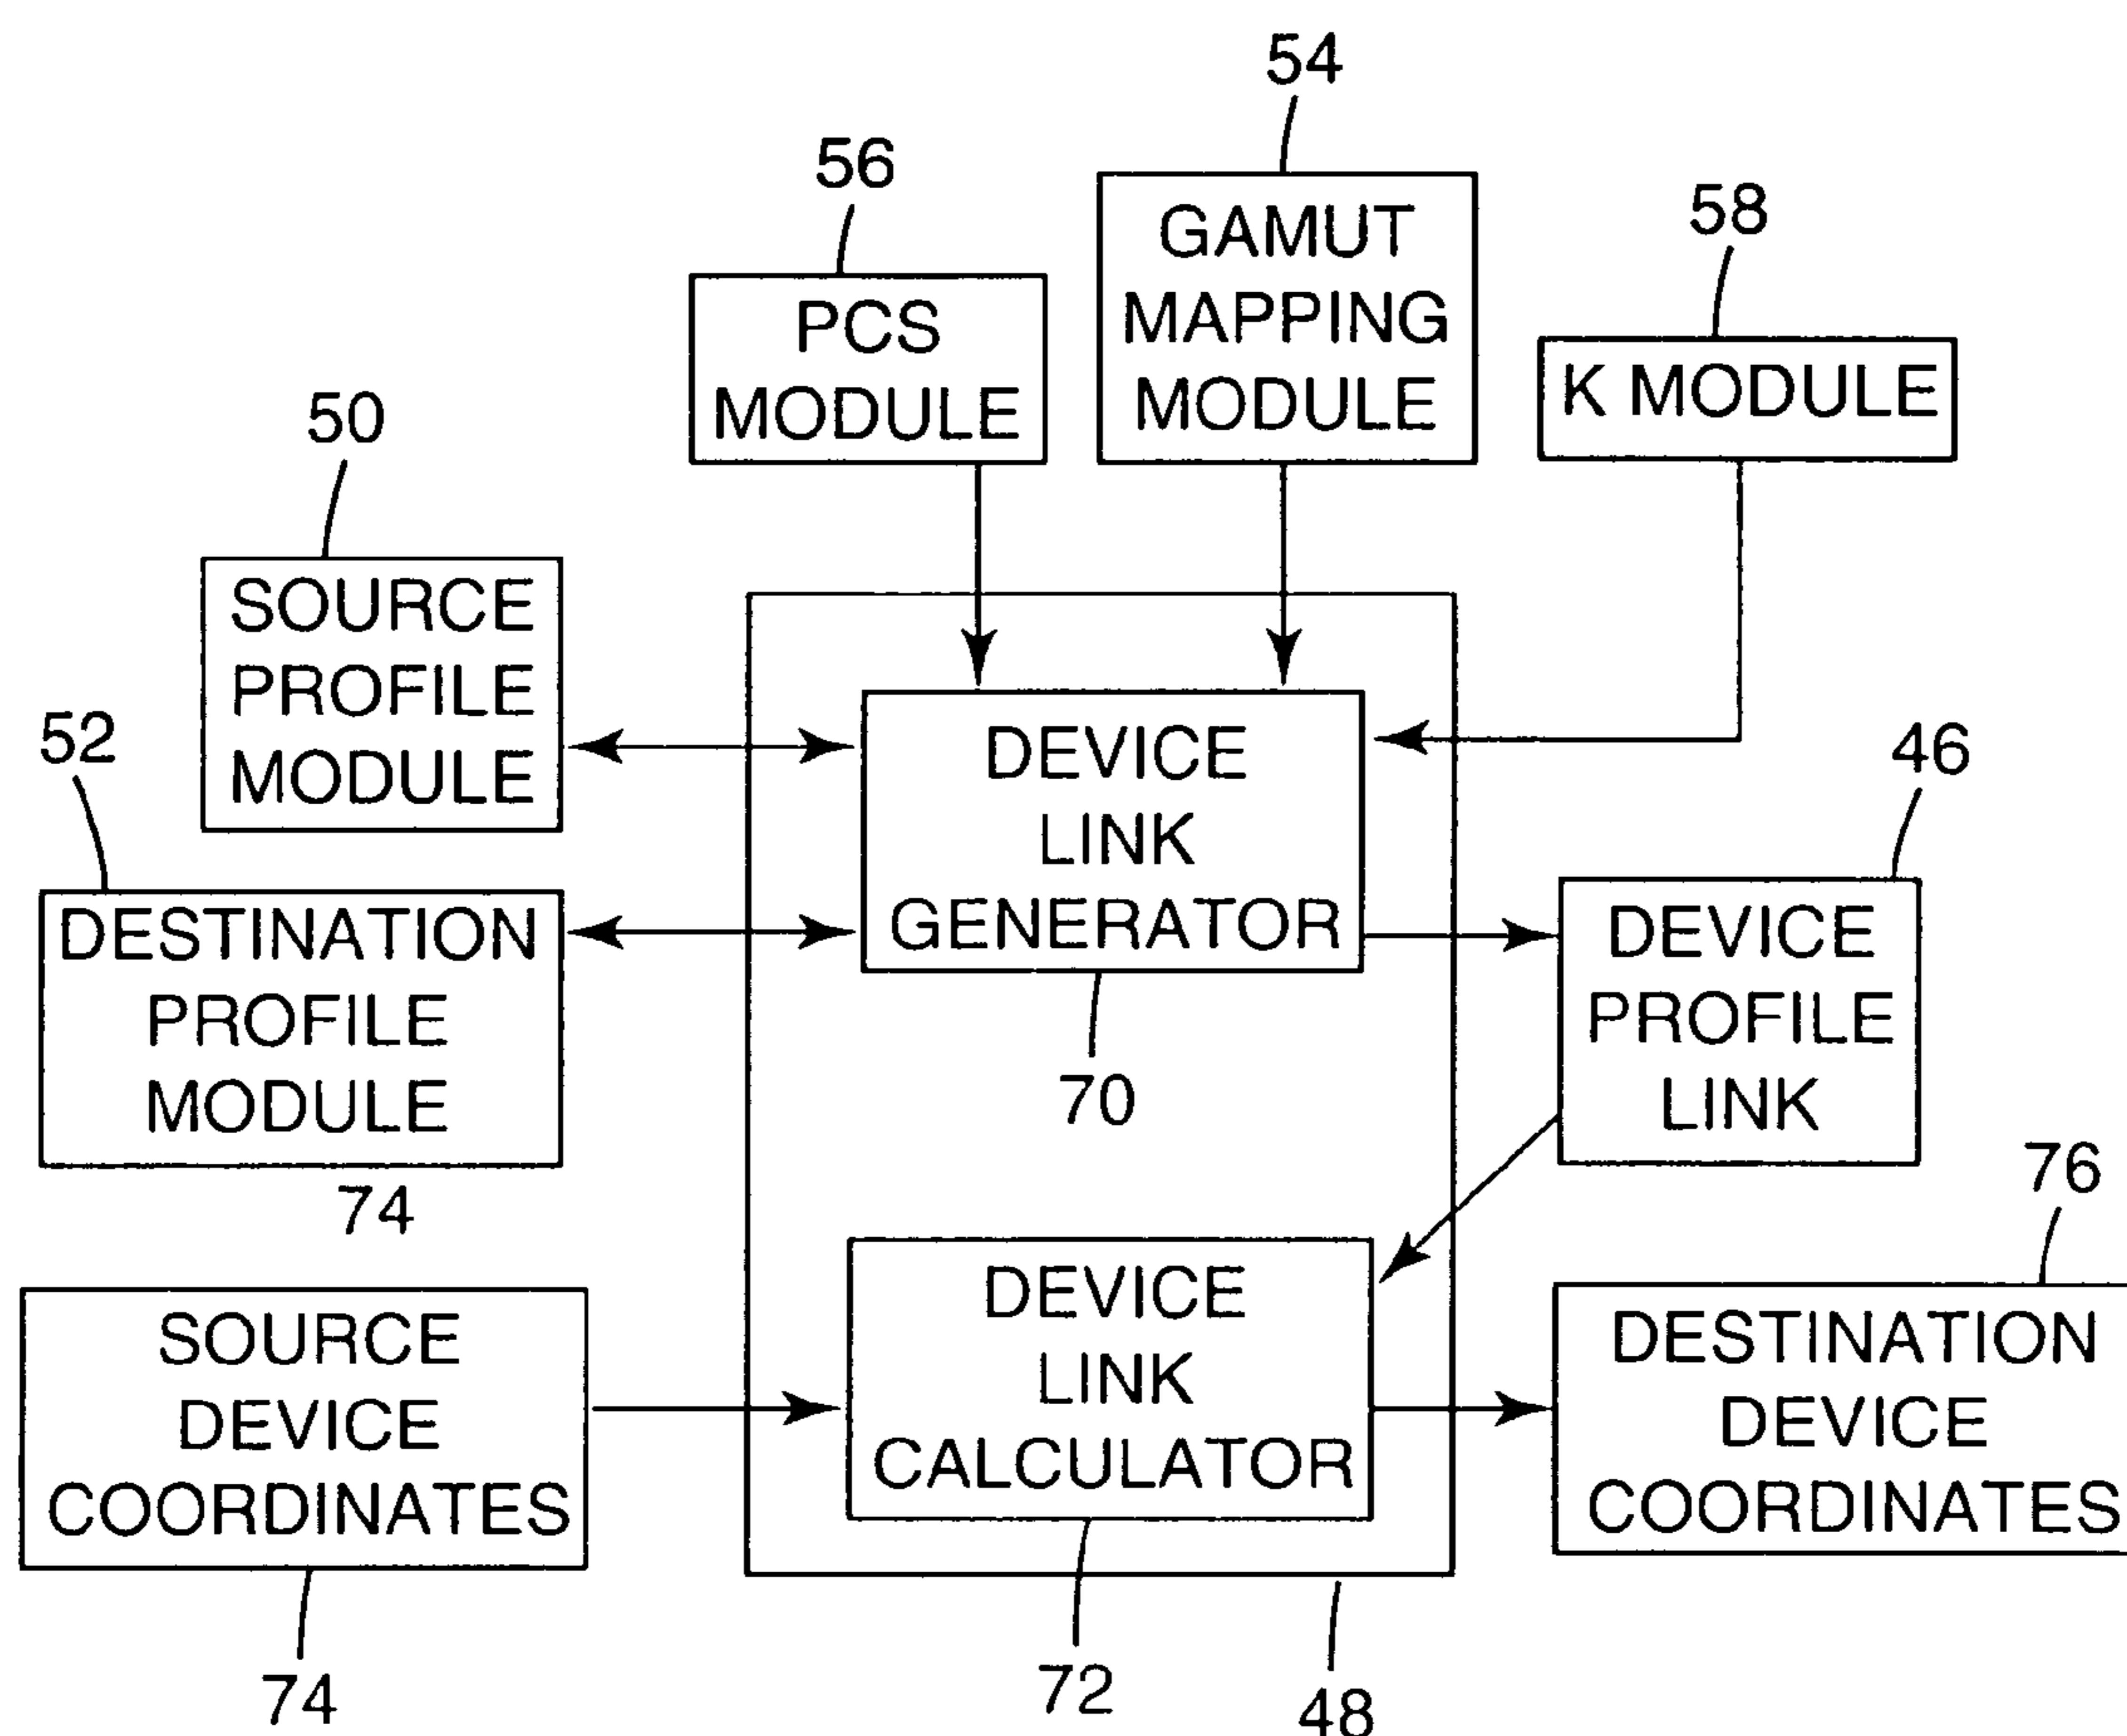 54
56
GAMUT
MAPPING
MODULE
58
PCS
MODULE
K MODULE
50
SOURCE
PROFILE
MODULE
52
DEVICE
LINK
GENERATOR
46
DESTINATION
PROFILE
MODULE
DEVICE
PROFILE
LINK
70
74
76
SOURCE
DEVICE
COORDINATES
DEVICE
LINK
CALCULATOR
DESTINATION
DEVICE
COORDINATES
74
72
48